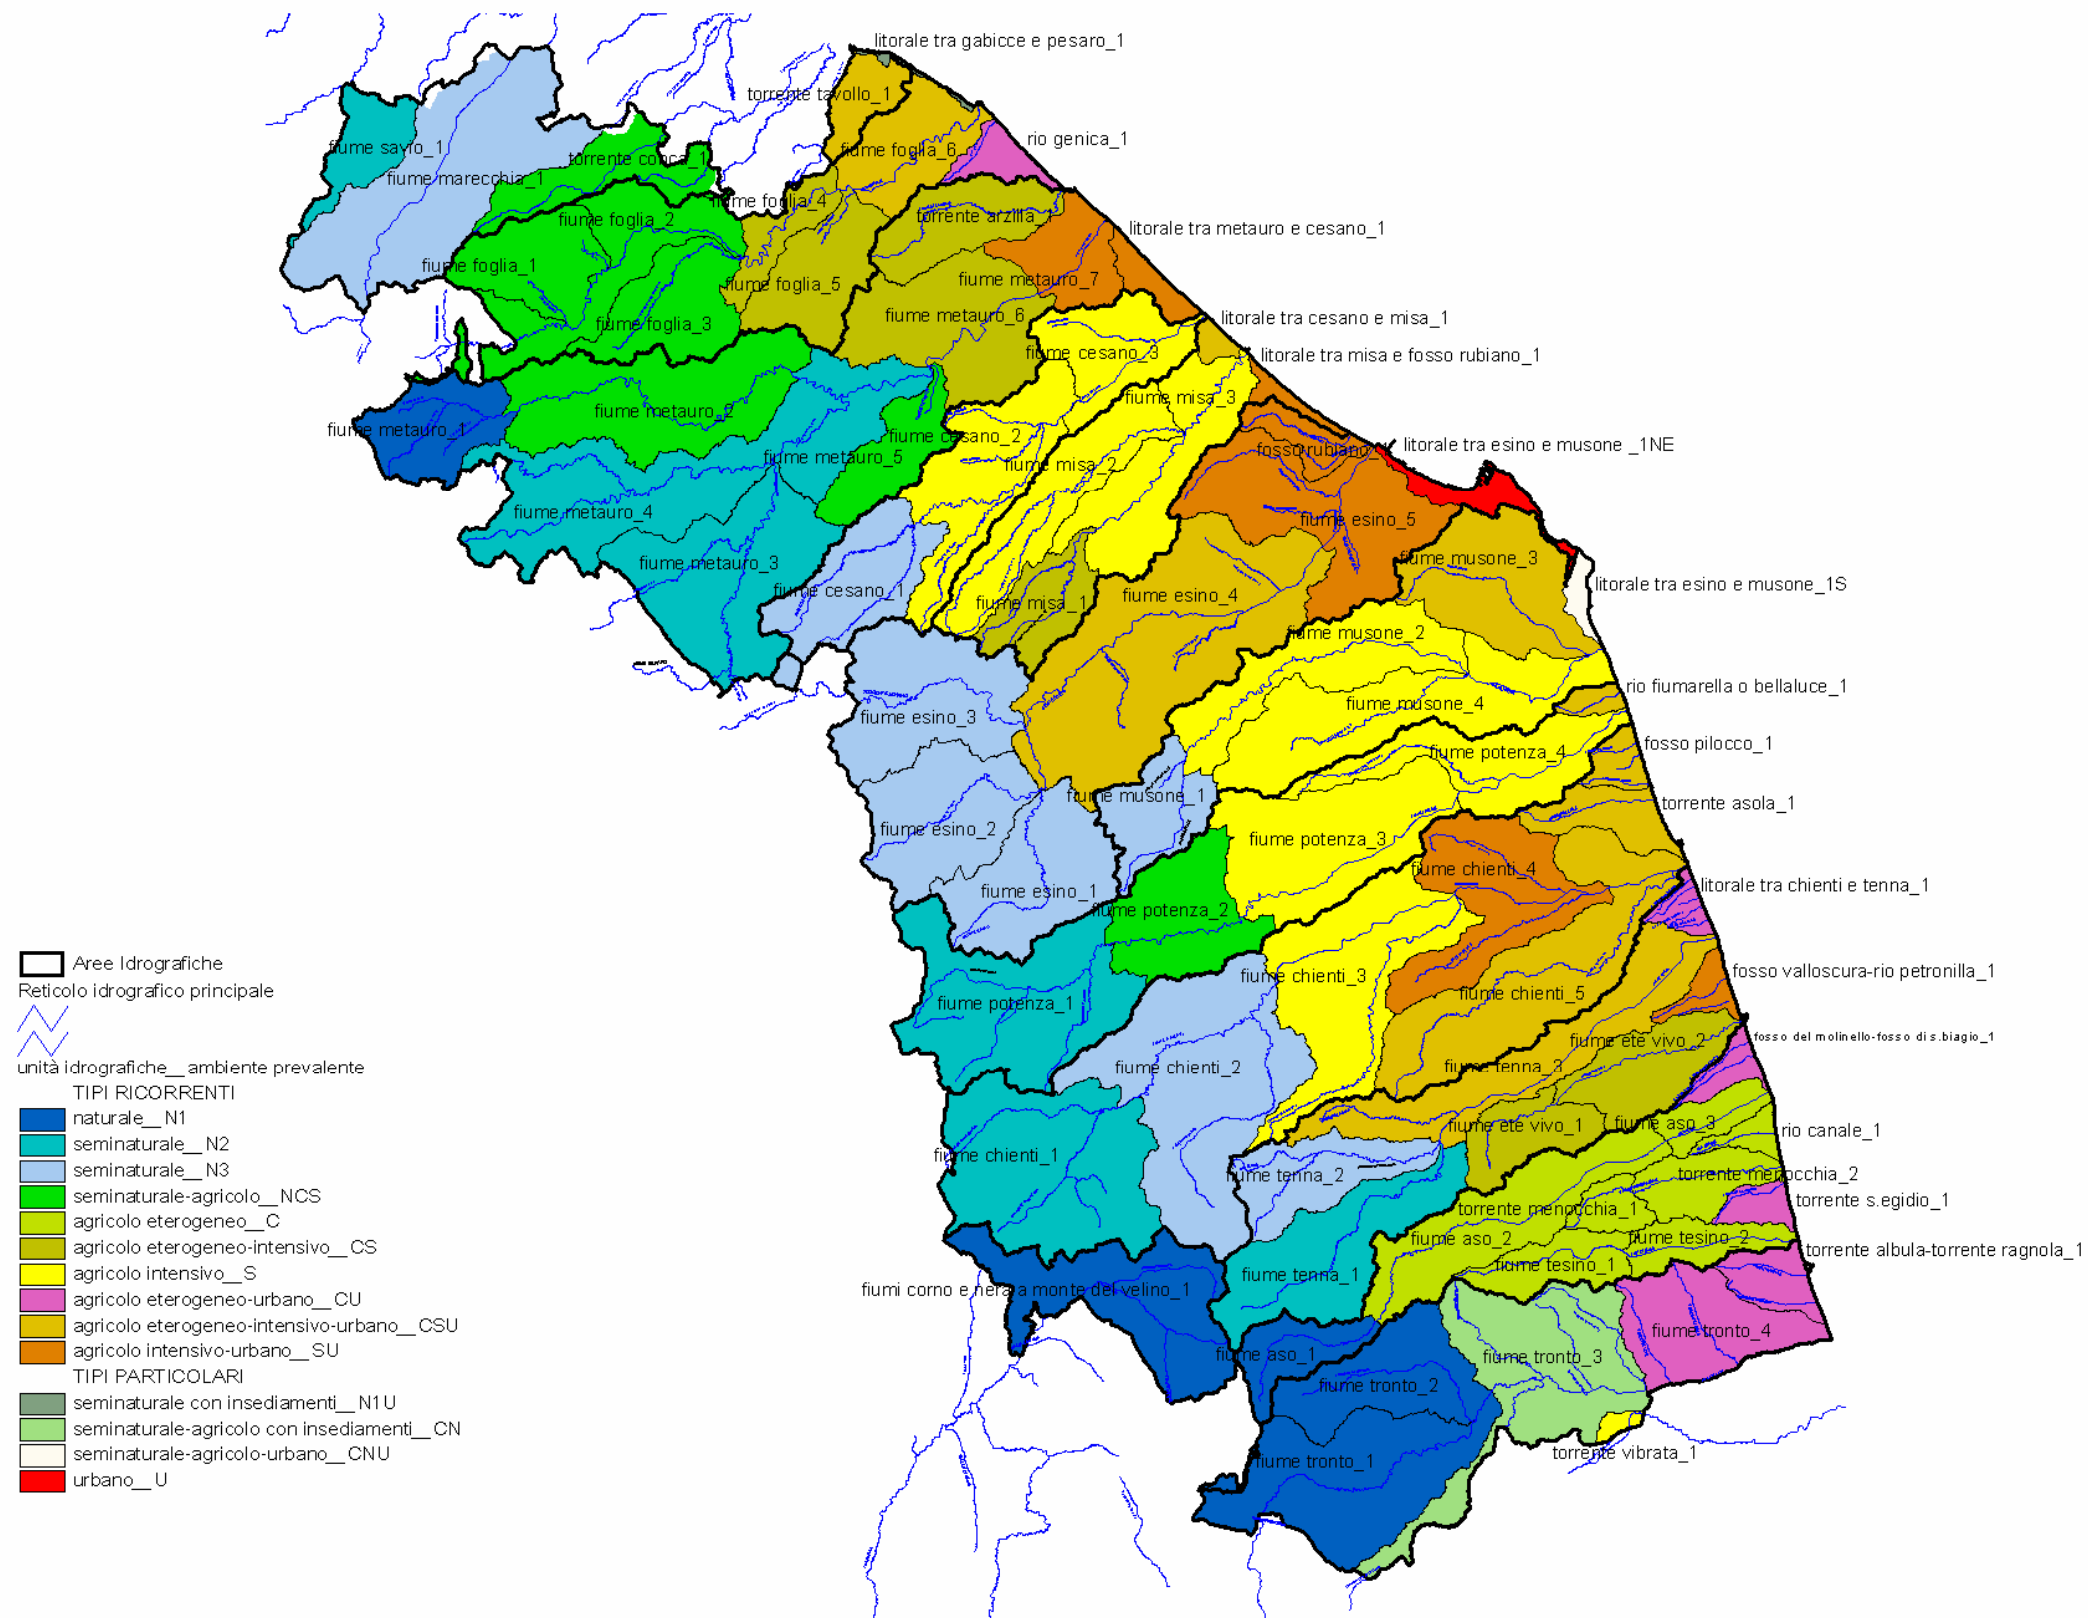 litorale tra gabicce e pesaro_1
torrente tavollo_1
rio genica_1
fiume savio_1
fiume foglia_6
torrente conca_1
fiume marecchia_1
fiume foglia_4
fiume foglia_2
torrente arzilla_1
litorale tra metauro e cesano_1
fiume foglia_1
fiume metauro_7
fiume foglia_5
fiume metauro_6
litorale tra cesano e misa_1
fiume foglia_3
fiume cesano_3
litorale tra misa e fosso rubiano_1
fiume misa_3
fiume metauro_2
fiume metauro_1
fiume cesano_2
litorale tra esino e musone _1NE
fosso rubiano_1
fiume metauro_5
fiume misa_2
fiume metauro_4
fiume esino_5
fiume metauro_3
fiume musone_3
litorale tra esino e musone_1S
fiume cesano_1
fiume misa_1
fiume esino_4
fiume musone_2
rio fiumarella o bellaluce_1
fiume musone_4
fiume esino_3
fosso pilocco_1
fiume potenza_4
fiume musone_1
torrente asola_1
fiume esino_2
fiume potenza_3
fiume chienti_4
litorale tra chienti e tenna_1
fiume esino_1
fiume potenza_2
fosso valloscura-rio petronilla_1
fiume chienti_3
fiume chienti_5
fiume potenza_1
fosso del molinello-fosso di s.biagio_1
fiume ete vivo_2
fiume chienti_2
fiume tenna_3
fiume ete vivo_1
fiume aso_3
rio canale_1
fiume chienti_1
fiume tenna_2
torrente menocchia_2
torrente s.egidio_1
torrente menocchia_1
fiume aso_2
fiume tesino_2
torrente albula-torrente ragnola_1
fiume tesino_1
fiume tenna_1
fiumi corno e nera a monte del velino_1
fiume tronto_4
fiume aso_1
fiume tronto_3
fiume tronto_2
torrente vibrata_1
fiume tronto_1
Aree Idrografiche
Reticolo idrografico principale
unità idrografiche__ambiente prevalente
TIPI RICORRENTI
naturale__N1
seminaturale__N2
seminaturale__N3
seminaturale-agricolo__NCS
agricolo eterogeneo__C
agricolo eterogeneo-intensivo__CS
agricolo intensivo__S
agricolo eterogeneo-urbano__CU
agricolo eterogeneo-intensivo-urbano__CSU
agricolo intensivo-urbano__SU
TIPI PARTICOLARI
seminaturale con insediamenti__N1U
seminaturale-agricolo con insediamenti__CN
seminaturale-agricolo-urbano__CNU
urbano__U